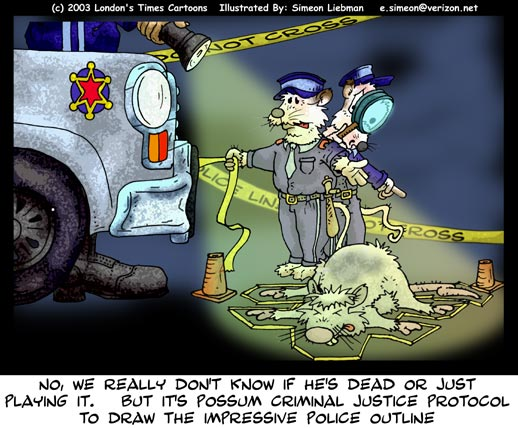 (c) 2003 London's Times Cartoons   Illustrated By: Simeon Liebman   e.simeon@verizon.net
NOT CROSS
POLICE LINE
NOT CROSS
NO, WE REALLY DON'T KNOW IF HE'S DEAD OR JUST
PLAYING IT.   BUT IT'S POSSUM CRIMINAL JUSTICE PROTOCOL
TO DRAW THE IMPRESSIVE POLICE OUTLINE